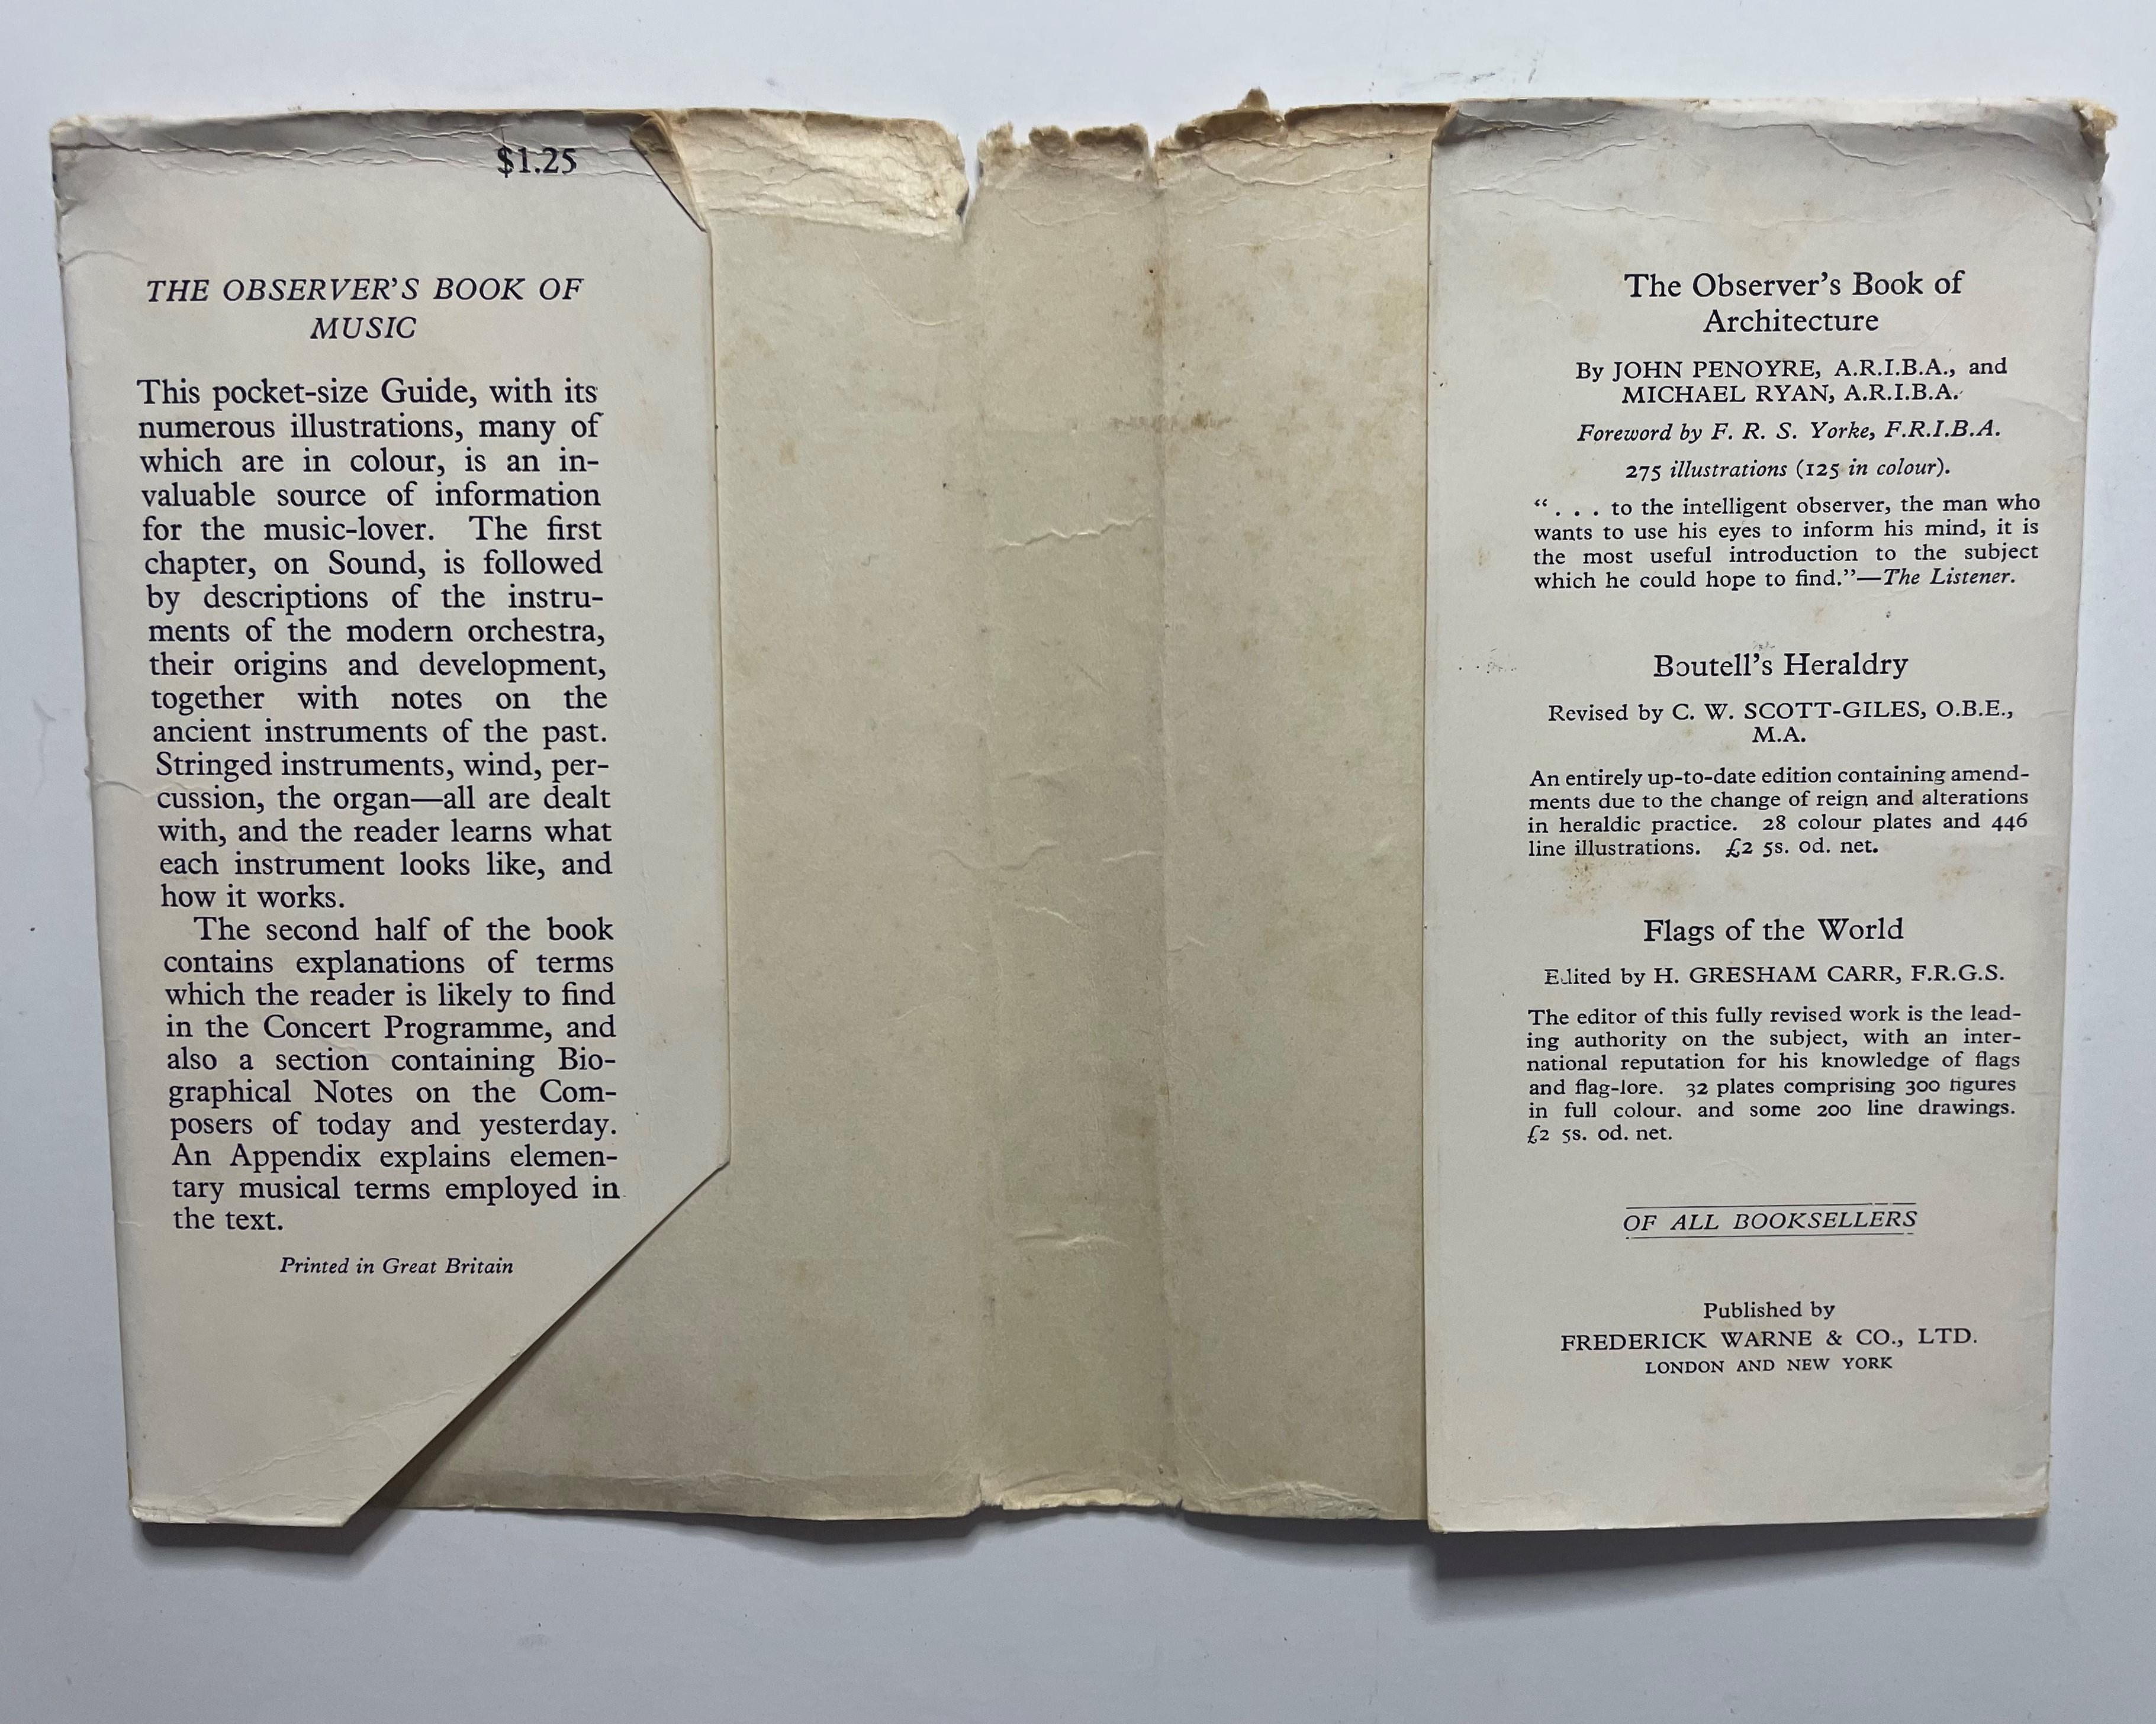 $1.25
THE OBSERVER'S BOOK OF
MUSIC
This pocket-size Guide, with its
numerous illustrations, many of
which are in colour, is an in-
valuable source of information
for the music-lover. The first
chapter, on Sound, is followed
by descriptions of the instru-
ments of the modern orchestra,
their origins and development,
together with notes on the
ancient instruments of the past.
Stringed instruments, wind, per-
cussion, the organ—all are dealt
with, and the reader learns what
each instrument looks like, and
how it works.
The second half of the book
contains explanations of terms
which the reader is likely to find
in the Concert Programme, and
also a section containing Bio-
graphical Notes on the Com-
posers of today and yesterday.
An Appendix explains elemen-
tary musical terms employed in
the text.
Printed in Great Britain
The Observer's Book of
Architecture
By JOHN PENOYRE, A.R.I.B.A., and
MICHAEL RYAN, A.R.I.B.A.
Foreword by F. R. S. Yorke, F.R.I.B.A.
275 illustrations (125 in colour).
“. . . to the intelligent observer, the man who
wants to use his eyes to inform his mind, it is
the most useful introduction to the subject
which he could hope to find.”—The Listener.
Boutell's Heraldry
Revised by C. W. SCOTT-GILES, O.B.E.,
M.A.
An entirely up-to-date edition containing amend-
ments due to the change of reign and alterations
in heraldic practice. 28 colour plates and 446
line illustrations. £2 5s. 0d. net.
Flags of the World
Edited by H. GRESHAM CARR, F.R.G.S.
The editor of this fully revised work is the lead-
ing authority on the subject, with an inter-
national reputation for his knowledge of flags
and flag-lore. 32 plates comprising 300 figures
in full colour, and some 200 line drawings.
£2 5s. 0d. net.
OF ALL BOOKSELLERS
Published by
FREDERICK WARNE & CO., LTD.
LONDON AND NEW YORK